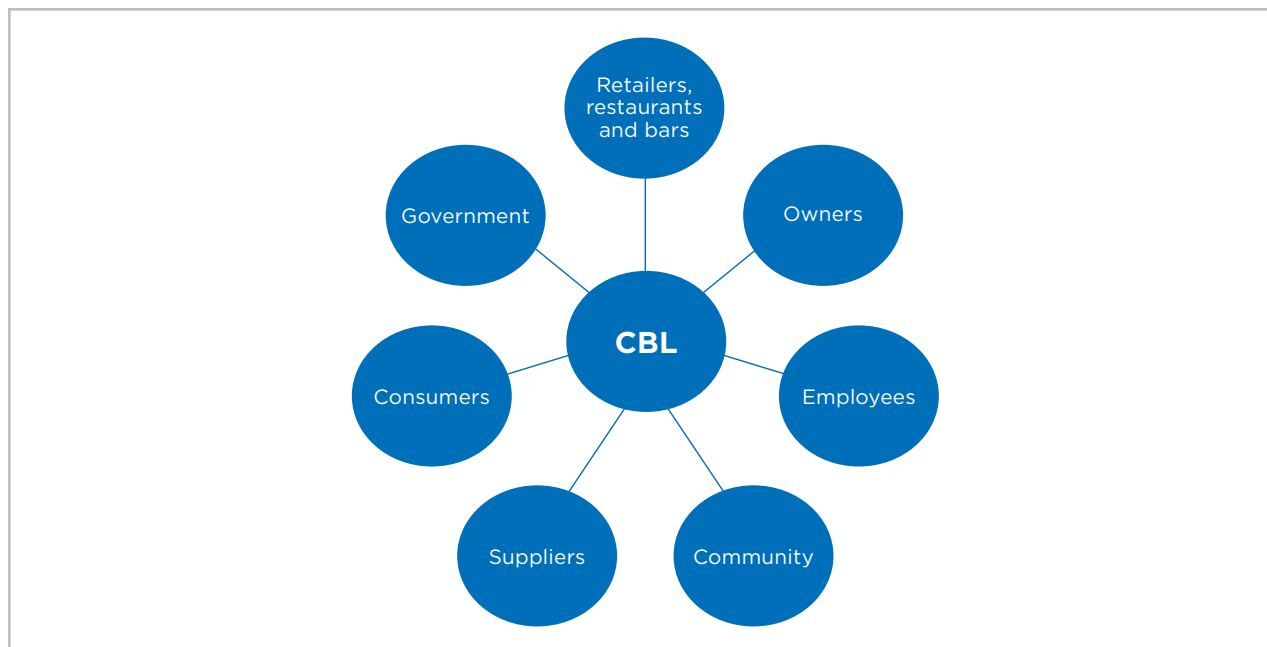 Retailers,
restaurants
and bars
Government
Owners
CBL
Consumers
Employees
Suppliers
Community